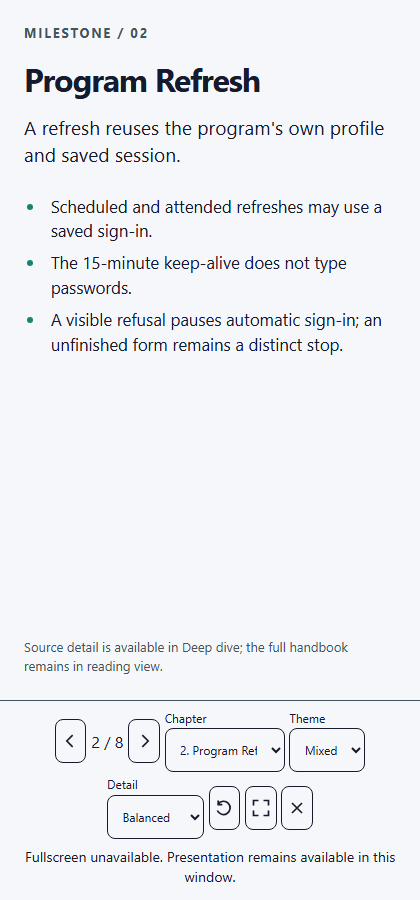 MILESTONE / 02
Program Refresh
A refresh reuses the program's own profile
and saved session.
Scheduled and attended refreshes may use a
saved sign-in.
The 15-minute keep-alive does not type
passwords.
A visible refusal pauses automatic sign-in; an
unfinished form remains a distinct stop.
Source detail is available in Deep dive; the full handbook
remains in reading view.
Chapter
Theme
2 / 8
2. Program Ref
Mixed
Detail
Balanced
Fullscreen unavailable. Presentation remains available in this
window.